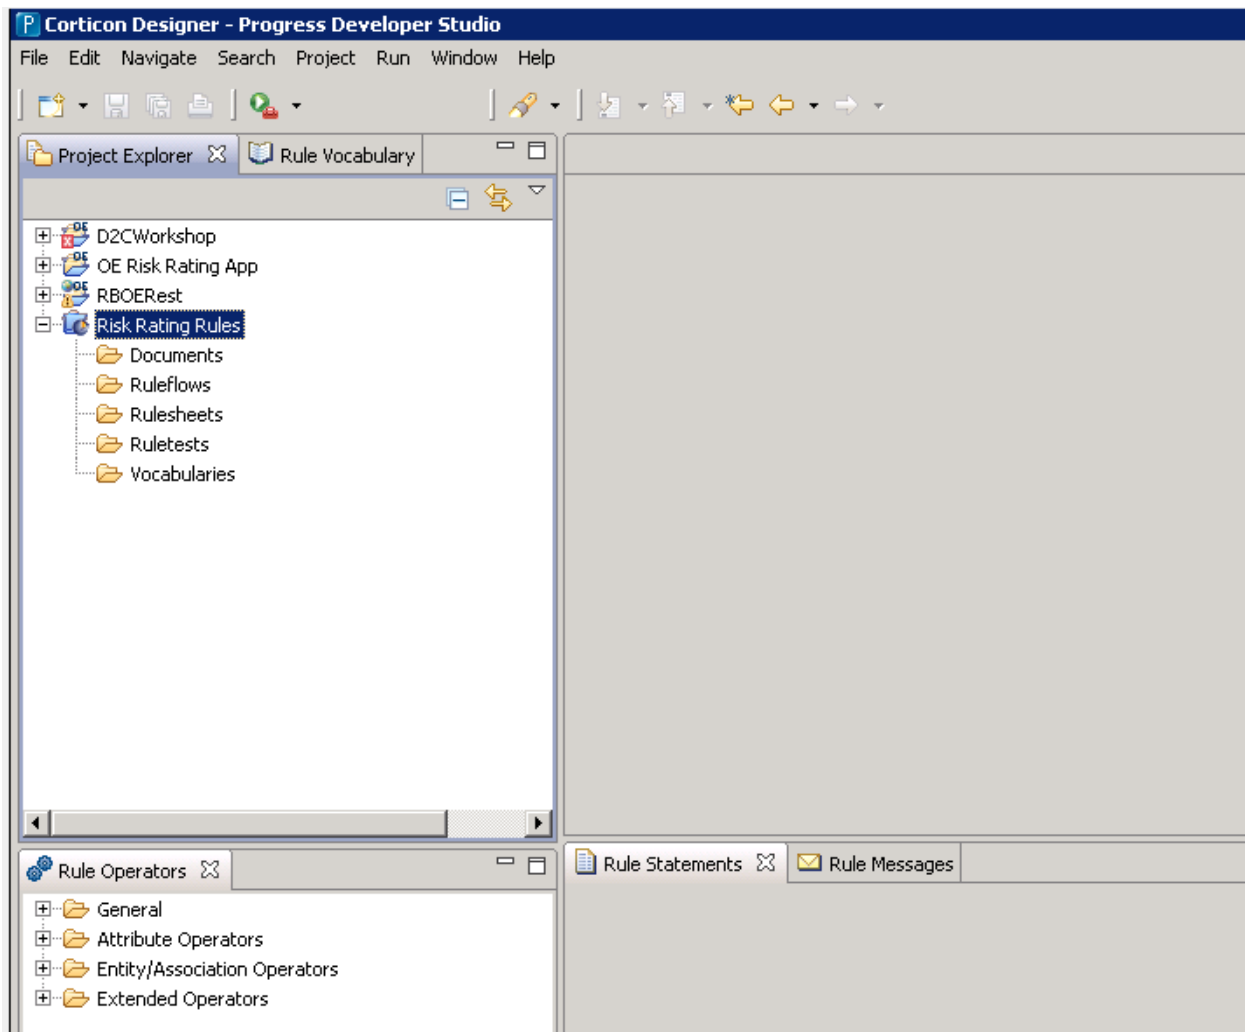 Corticon Designer - Progress Developer Studio
File Edit Navigate Search Project Run Window Help
Project Explorer Rule Vocabulary
D2CWorkshop
OE Risk Rating App
RBOERest
Risk Rating Rules
Documents
Ruleflows
Rulesheets
Ruletests
Vocabularies
Rule Operators
Rule Statements Rule Messages
General
Attribute Operators
Entity/Association Operators
Extended Operators